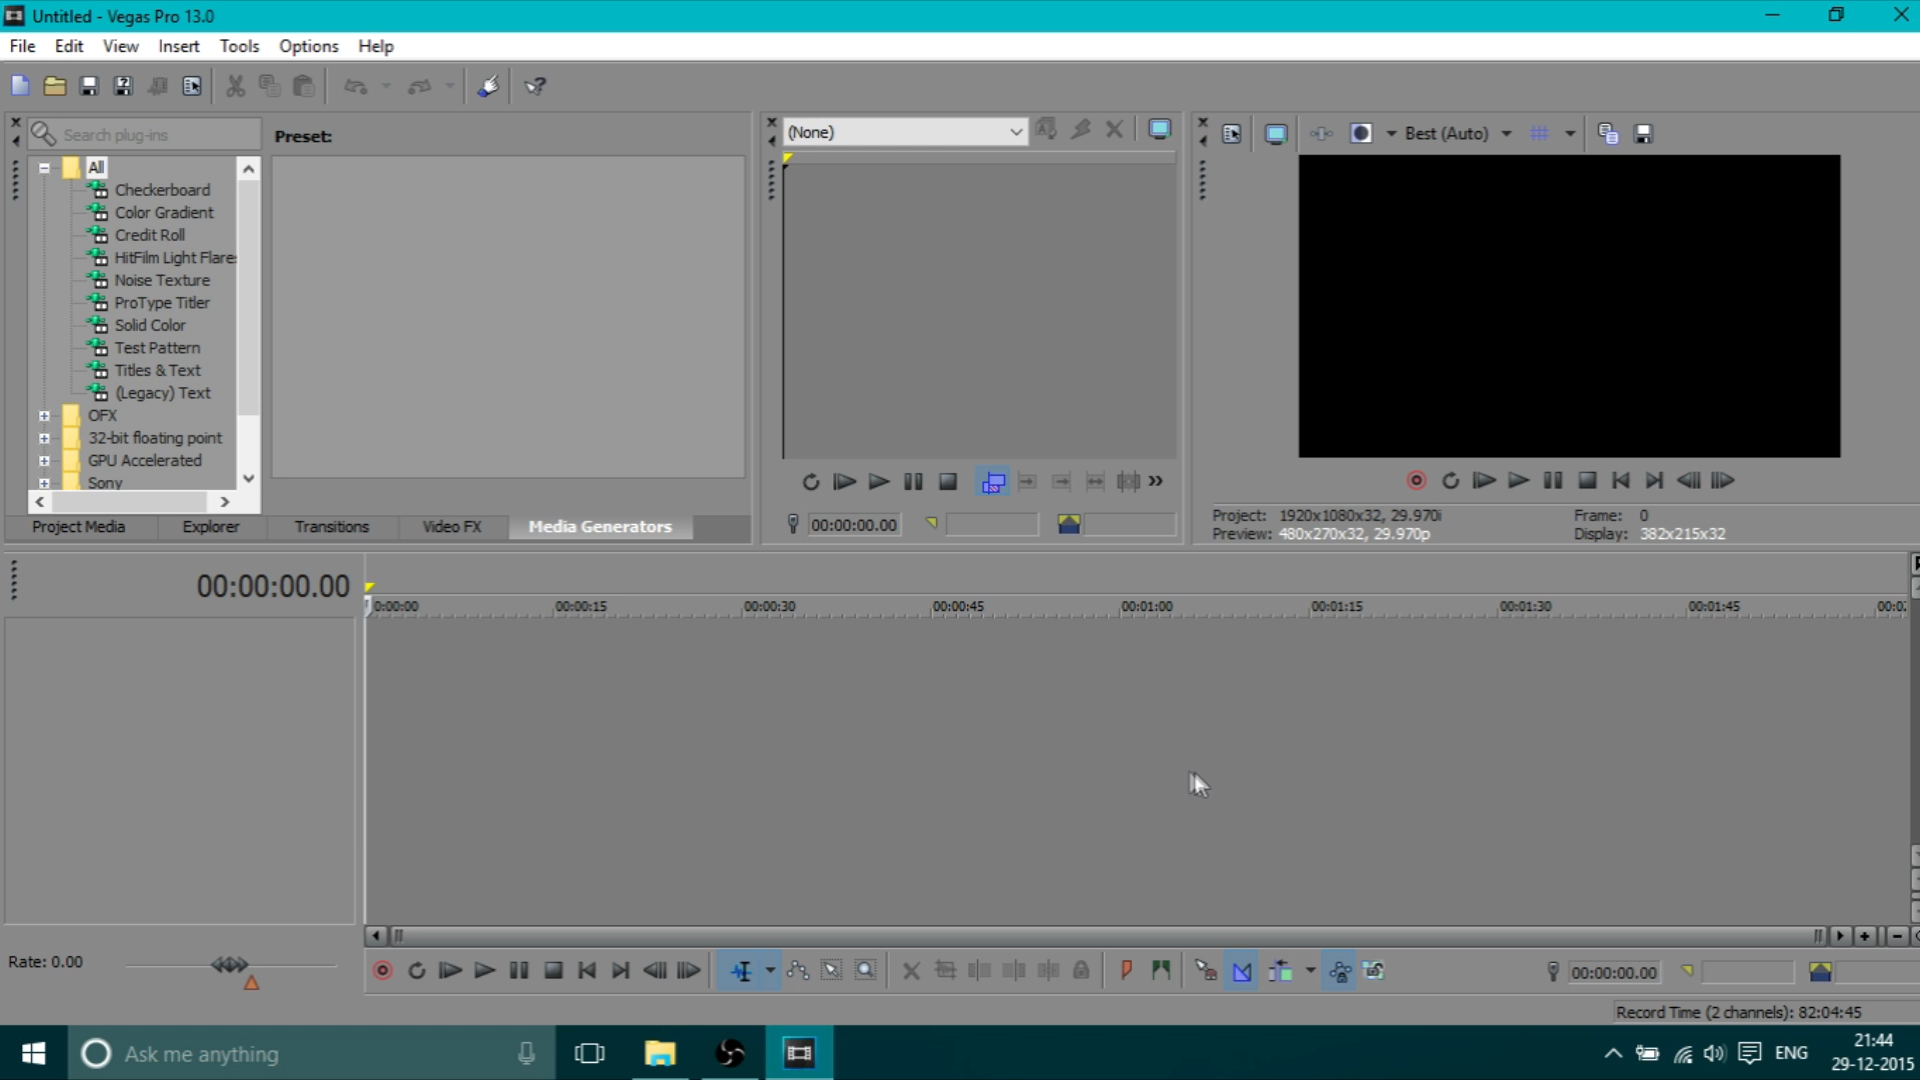 Untitled - Vegas Pro 13.0
File Edit View Insert Tools Options Help
Search plug-ins
Preset:
All
Checkerboard
Color Gradient
Credit Roll
HitFilm Light Flares
Noise Texture
ProType Titler
Solid Color
Test Pattern
Titles & Text
(Legacy) Text
OFX
32-bit floating point
GPU Accelerated
Sony
Project Media Explorer Transitions Video FX Media Generators
(None)
00:00:00.00
Best (Auto)
Project: 1920x1080x32, 29.970i Frame: 0
Preview: 480x270x32, 29.970p Display: 382x215x32
00:00:00.00
0:00:00 00:00:15 00:00:30 00:00:45 00:01:00 00:01:15 00:01:30 00:01:45 00:0
Rate: 0.00
00:00:00.00
Record Time (2 channels): 82:04:45
Ask me anything
ENG
21:44
29-12-2015